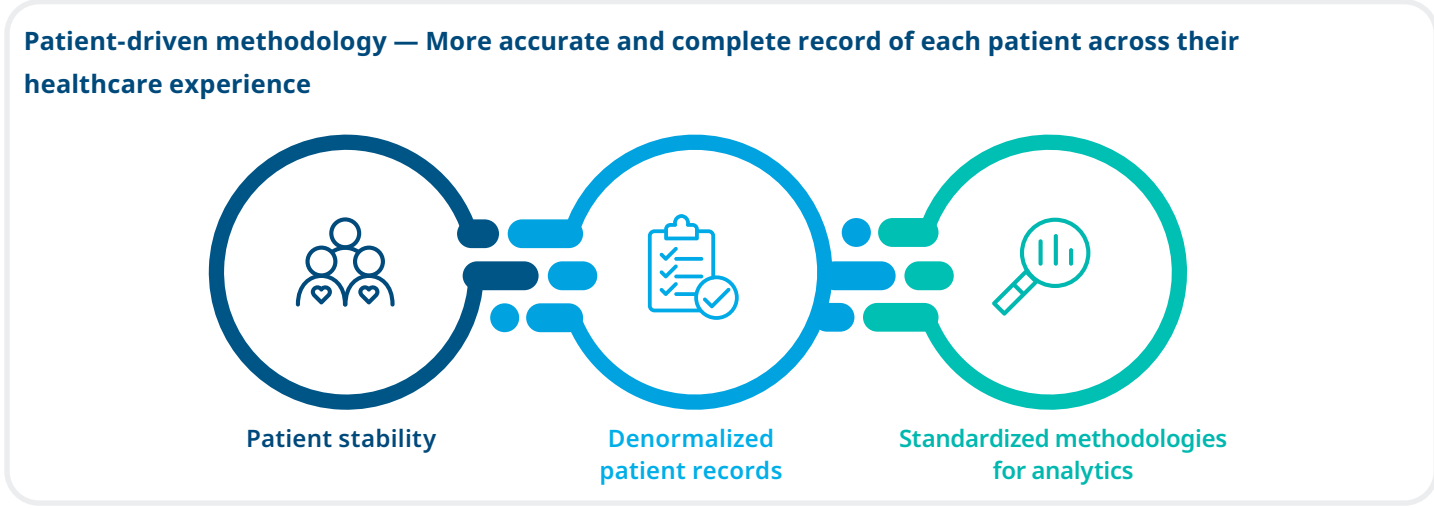 Patient-driven methodology — More accurate and complete record of each patient across their
healthcare experience
Patient stability
Denormalized
patient records
Standardized methodologies
for analytics